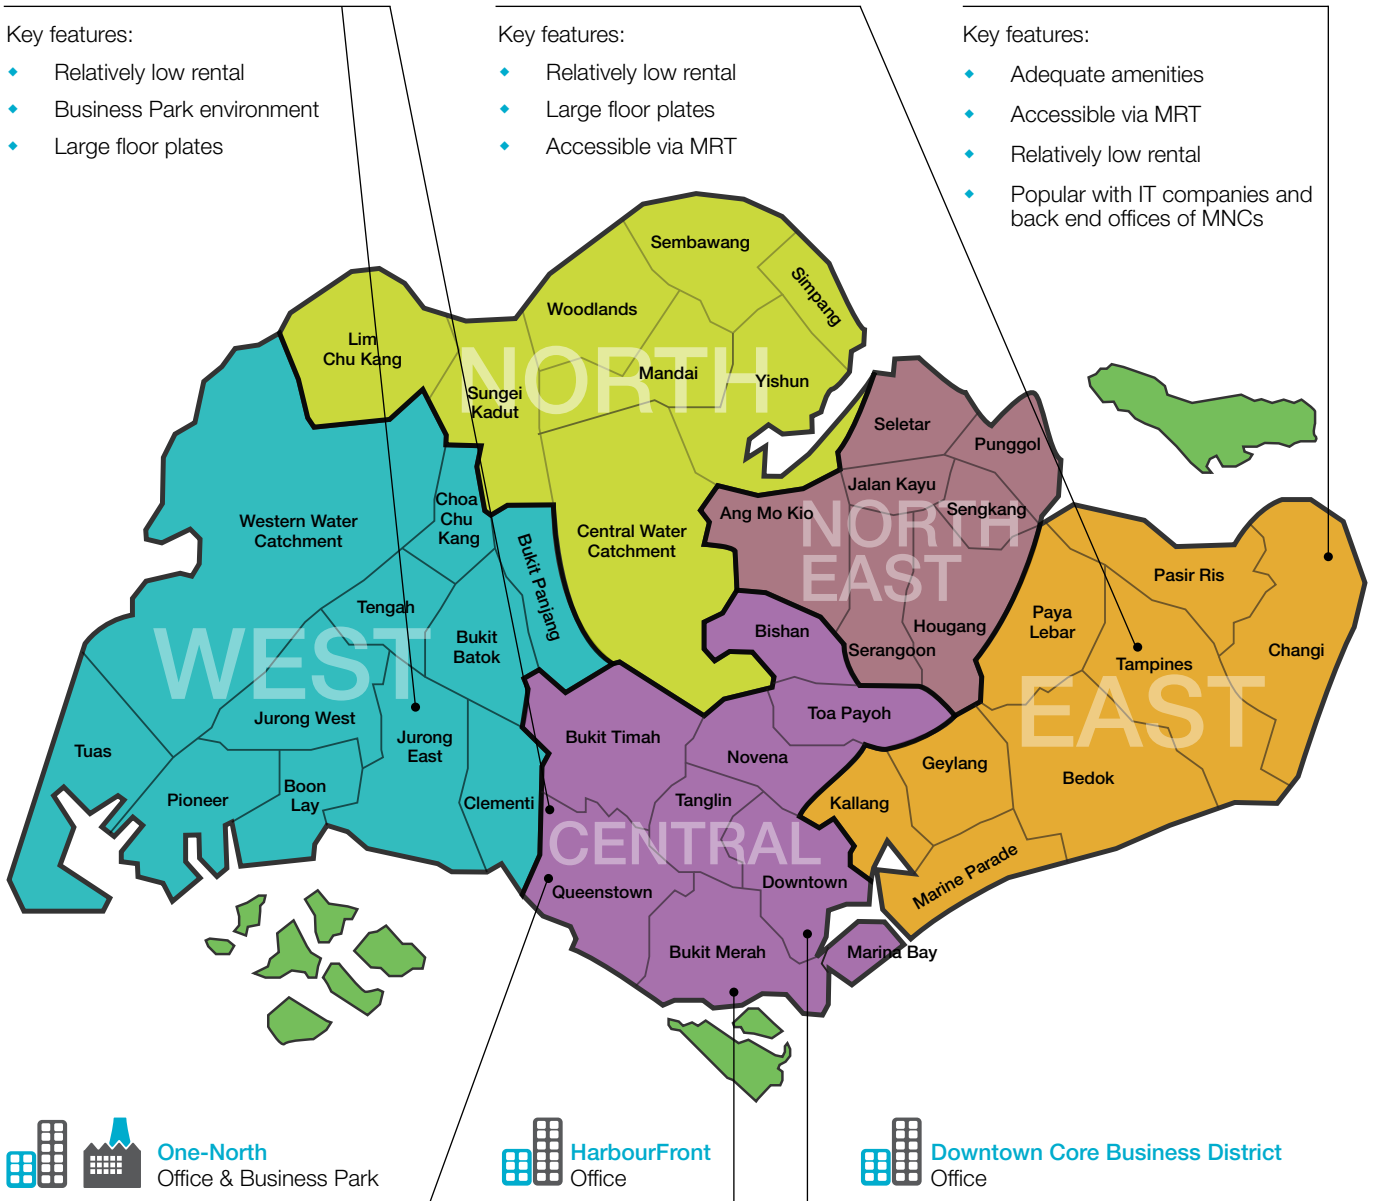 Key features:
Relatively low rental
Business Park environment
Large floor plates
Key features:
Relatively low rental
Large floor plates
Accessible via MRT
Key features:
Adequate amenities
Accessible via MRT
Relatively low rental
Popular with IT companies and
back end offices of MNCs
NORTH
Sembawang
Simpang
Woodlands
Lim
Chu Kang
Mandai
Yishun
Sungei
Kadut
Central Water
Catchment
NORTH
EAST
Seletar
Punggol
Jalan Kayu
Sengkang
Ang Mo Kio
Hougang
Serangoon
WEST
Western Water
Catchment
Choa
Chu
Kang
Bukit Panjang
Tengah
Bukit
Batok
Jurong West
Jurong
East
Tuas
Pioneer
Boon
Lay
Clementi
CENTRAL
Bishan
Toa Payoh
Bukit Timah
Novena
Tanglin
Queenstown
Downtown
Bukit Merah
Marina Bay
EAST
Pasir Ris
Paya
Lebar
Tampines
Changi
Geylang
Bedok
Kallang
Marine Parade
One-North
Office & Business Park
HarbourFront
Office
Downtown Core Business District
Office